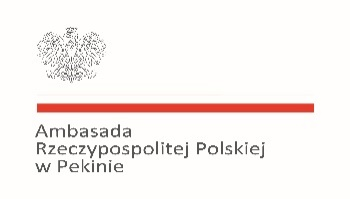 Ambasada
Rzeczypospolitej Polskiej
w Pekinie